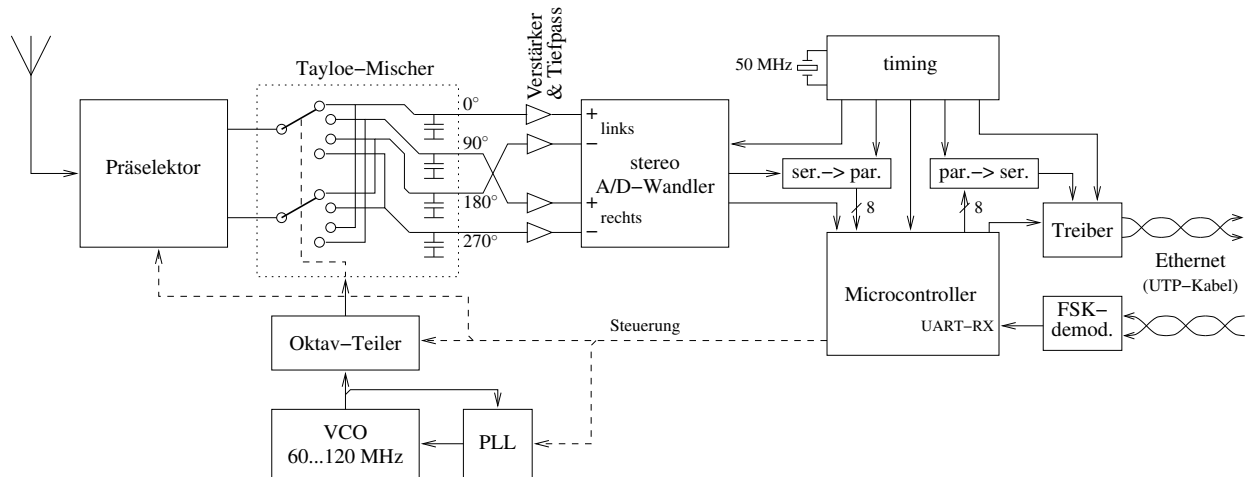 Verstärker
& Tiefpass
Tayloe−Mischer
50 MHz
timing
0°
90°
180°
270°
Präselektor
+
links
−
+
rechts
−
stereo
A/D−Wandler
ser.−> par.
par.−> ser.
8
8
Treiber
Ethernet
(UTP−Kabel)
Microcontroller
UART−RX
FSK−
demod.
Steuerung
Oktav−Teiler
VCO
60...120 MHz
PLL